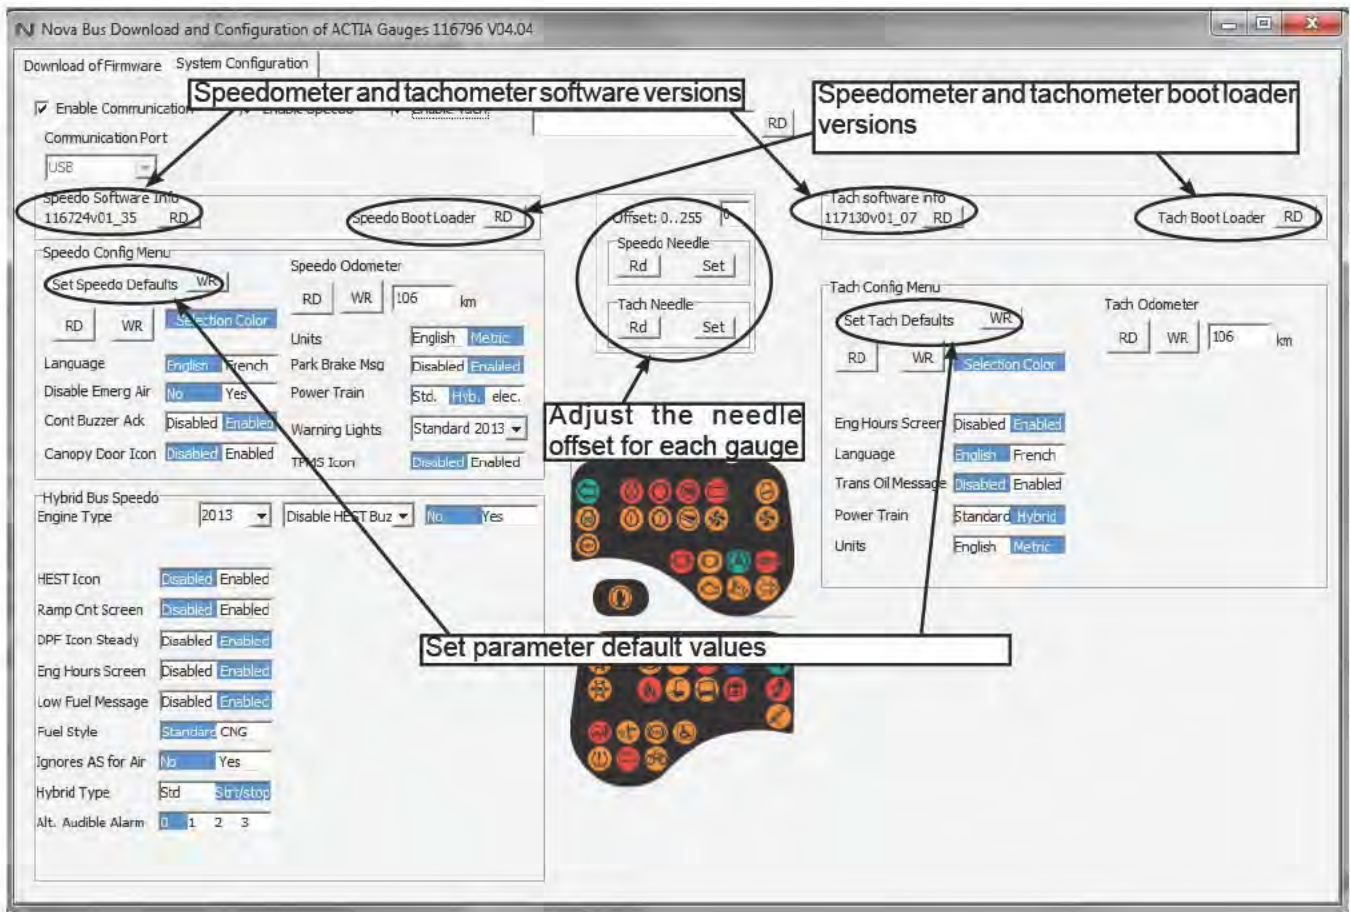 Nova Bus Download and Configuration of ACTIA Gauges 116796 V04.04
Download of Firmware System Configuration
Speedometer and tachometer software versions
Speedometer and tachometer boot loader
versions
Enable Communication
RD
Communication Port
USB
Speedo Software Info
116724v01_35 RD
Speedo Boot Loader RD
Offset: 0..255 0
Speedo Needle
Rd Set
Tach Needle
Rd Set
Tach software info
117130v01_07 RD
Tach Boot Loader RD
Speedo Config Menu
Set Speedo Defaults WR
RD WR Selection Color
Language English French
Disable Emerg Air No Yes
Cont Buzzer Ack Disabled Enabled
Canopy Door Icon Disabled Enabled
Speedo Odometer
RD WR 106 km
Units English Metric
Park Brake Msg Disabled Enabled
Power Train Std. Hyb. elec.
Warning Lights Standard 2013
TPMS Icon Disabled Enabled
Adjust the needle
offset for each gauge
Tach Config Menu
Set Tach Defaults WR
RD WR Selection Color
Tach Odometer
RD WR 106 km
Eng Hours Screen Disabled Enabled
Language English French
Trans Oil Message Disabled Enabled
Power Train Standard Hybrid
Units English Metric
Hybrid Bus Speedo
Engine Type 2013 Disable HEST Buz No Yes
HEST Icon Disabled Enabled
Ramp Cnt Screen Disabled Enabled
DPF Icon Steady Disabled Enabled
Eng Hours Screen Disabled Enabled
Low Fuel Message Disabled Enabled
Fuel Style Standard CNG
Ignores AS for Air No Yes
Hybrid Type Std Strt/stop
Alt. Audible Alarm 0 1 2 3
Set parameter default values